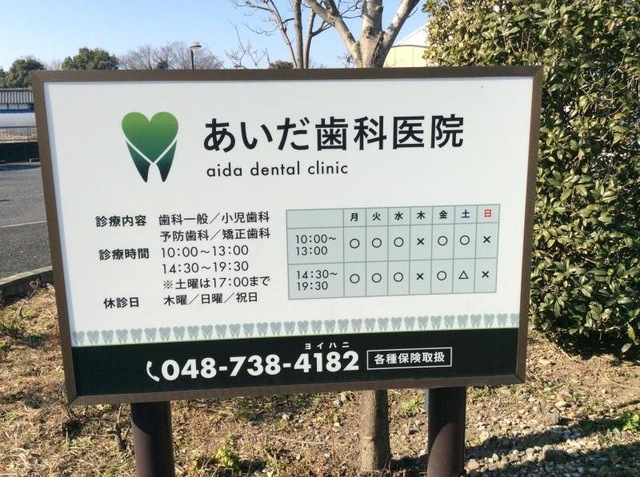 あいだ歯科医院
aida dental clinic
診療内容 歯科一般／小児歯科
予防歯科／矯正歯科
診療時間 10:00～13:00
14:30～19:30
※土曜は17:00まで
休診日 木曜／日曜／祝日
月 火 水 木 金 土 日
10:00～13:00 ○ ○ ○ × ○ ○ ×
14:30～19:30 ○ ○ ○ × ○ △ ×
ヨイハニ
048-738-4182 各種保険取扱